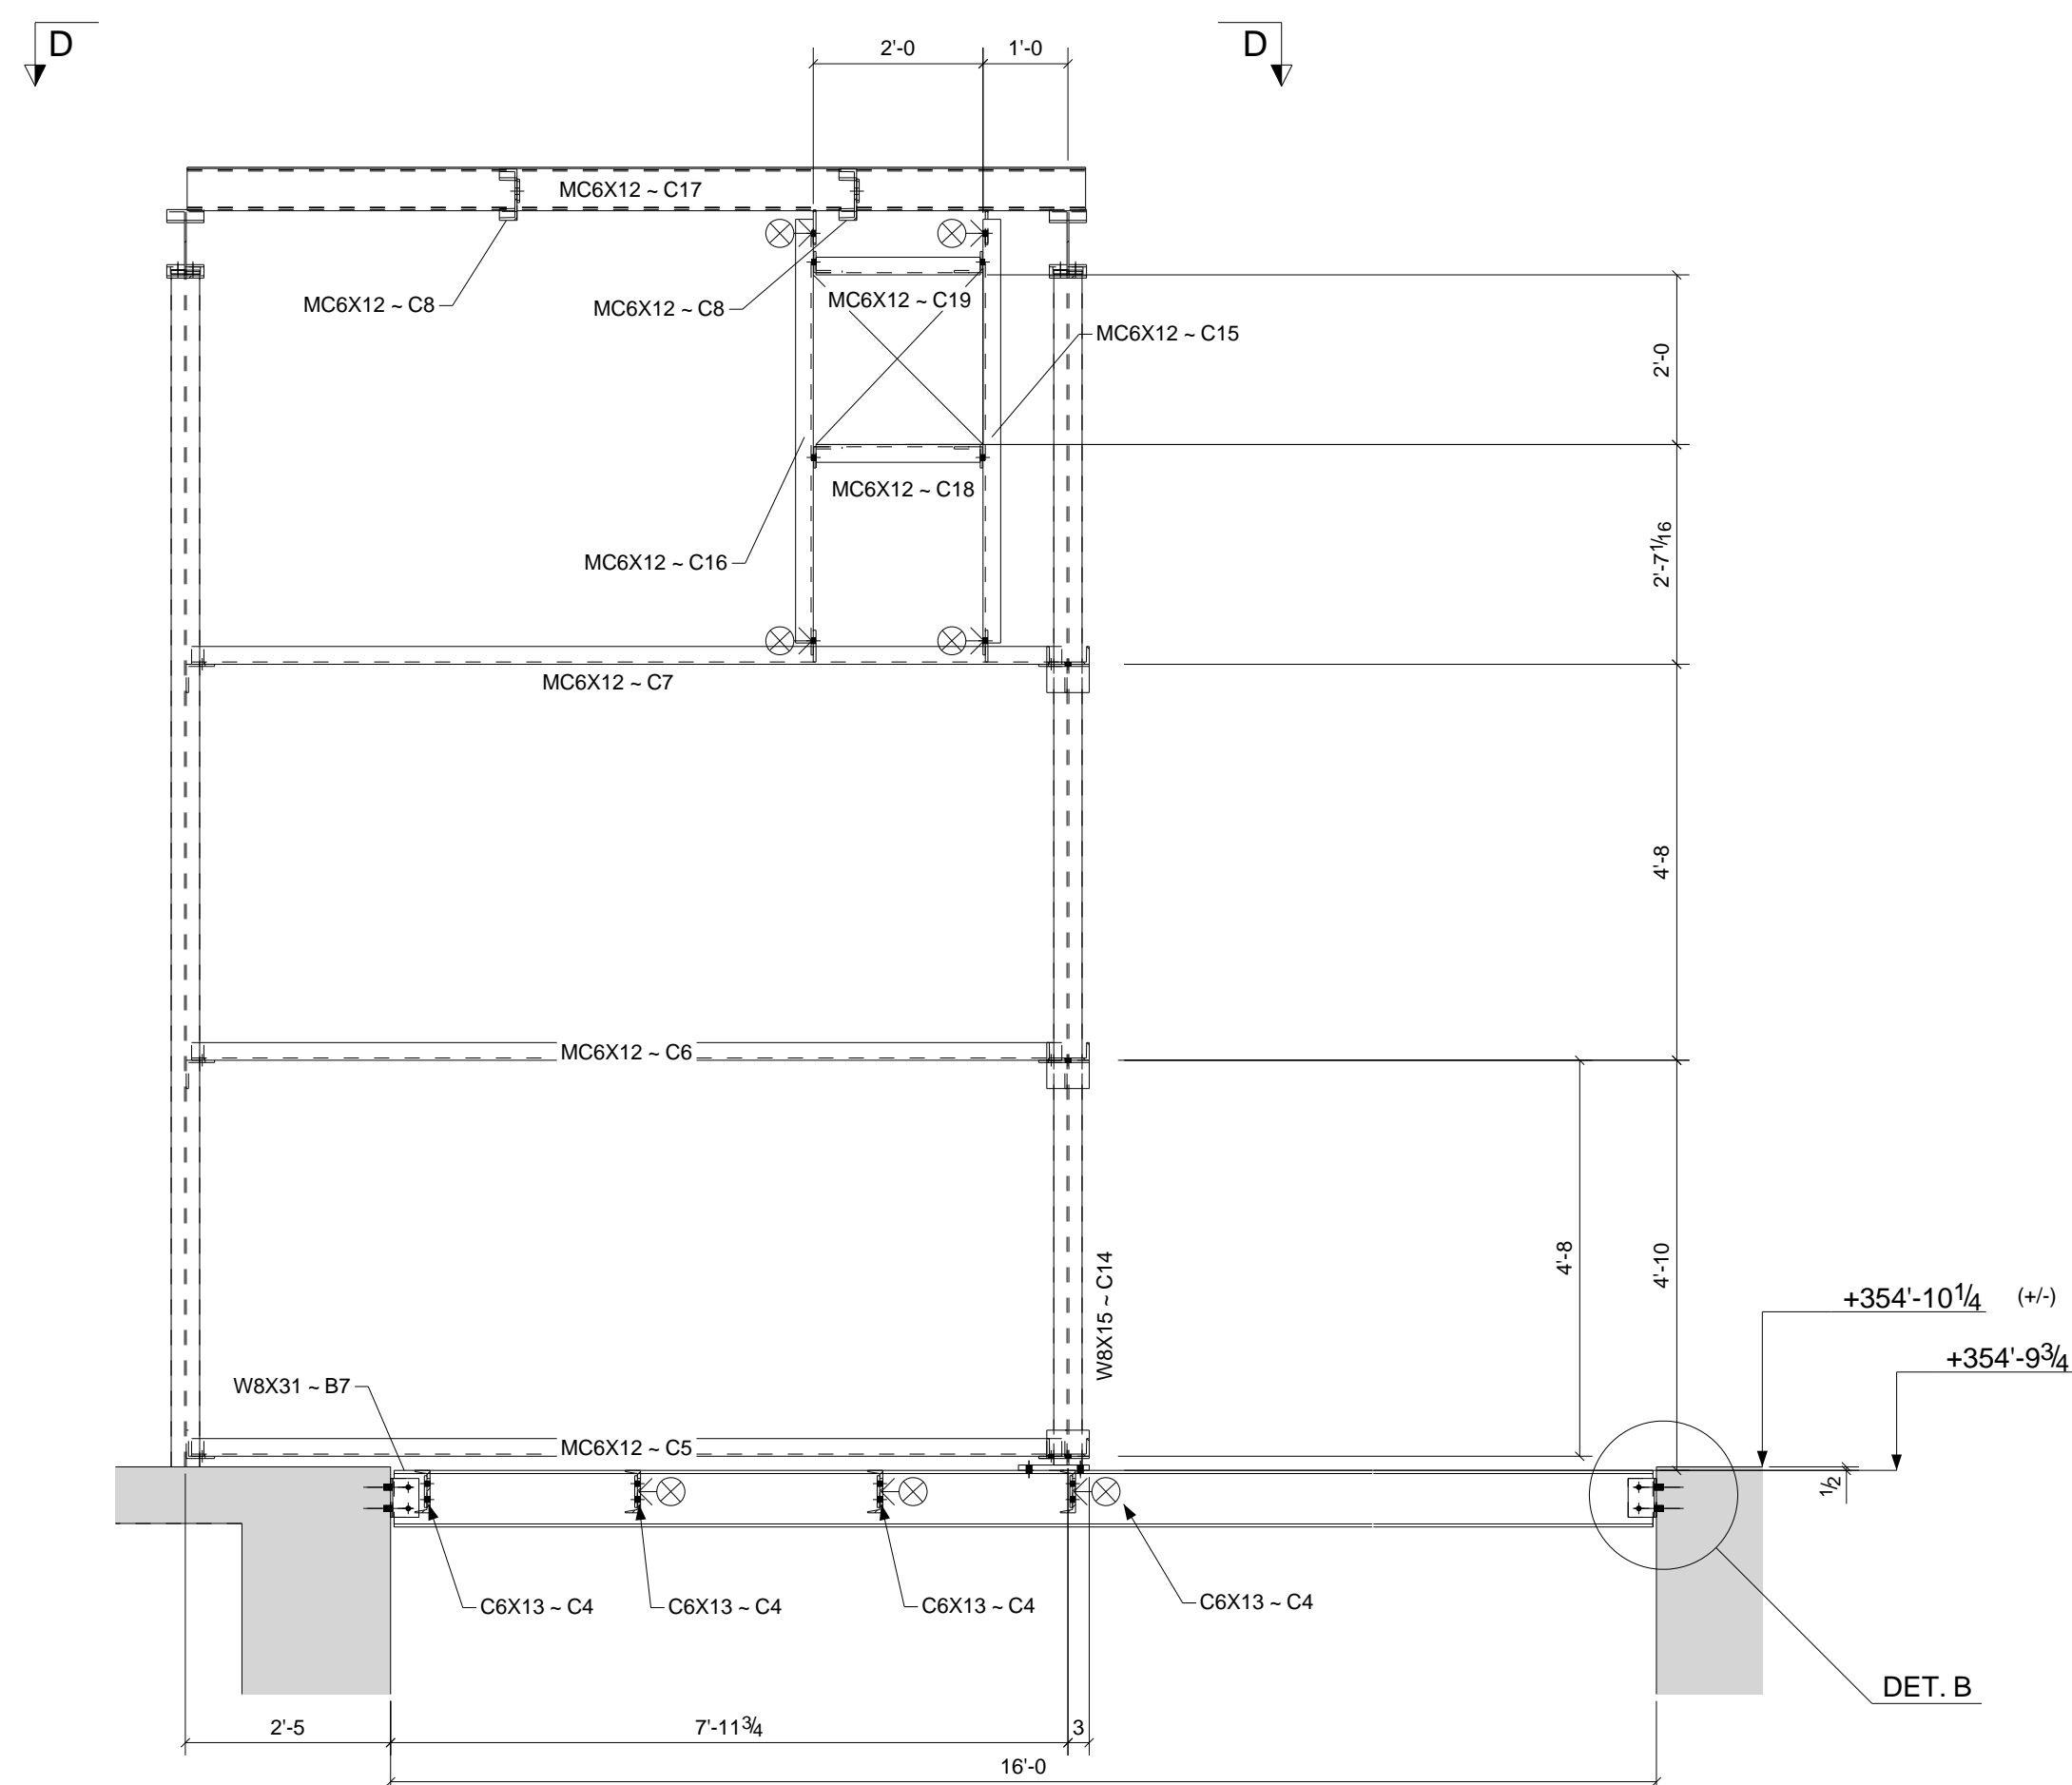 D
D
2'-0
1'-0
MC6X12 ~ C17
MC6X12 ~ C8
MC6X12 ~ C8
MC6X12 ~ C19
MC6X12 ~ C15
2'-0
MC6X12 ~ C18
MC6X12 ~ C16
2'-7 1/16
MC6X12 ~ C7
4'-8
MC6X12 ~ C6
4'-8
4'-10
W8X15 ~ C14
+354'-10 1/4 (+/-)
+354'-9 3/4
W8X31 ~ B7
MC6X12 ~ C5
1/2
C6X13 ~ C4
C6X13 ~ C4
C6X13 ~ C4
C6X13 ~ C4
DET. B
2'-5
7'-11 3/4
3
16'-0